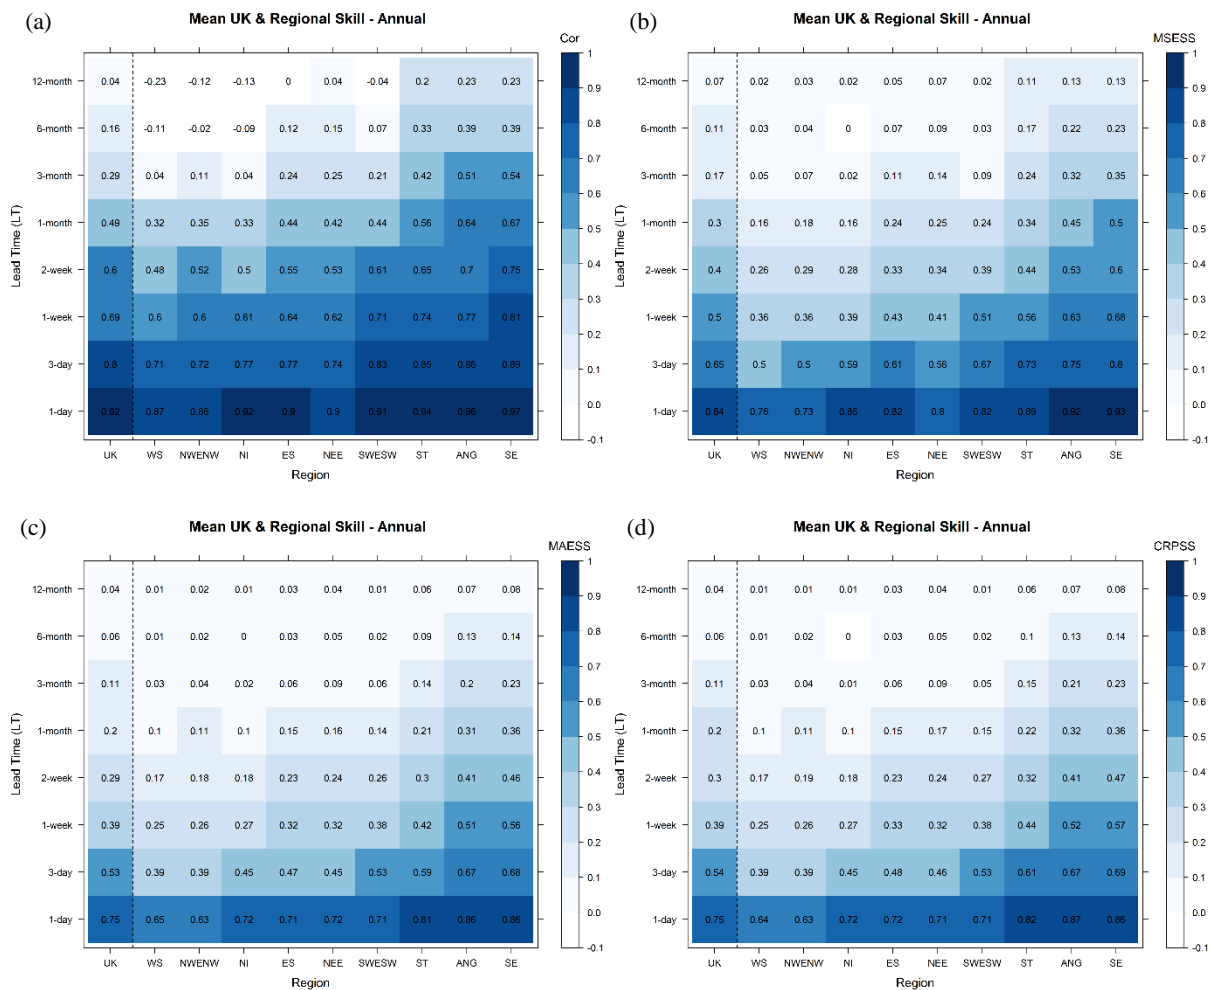 (a)
Mean UK & Regional Skill - Annual
Cor
12-month 0.04 -0.23 -0.12 -0.13 0 0.04 -0.04 0.2 0.23 0.23
6-month 0.16 -0.11 -0.02 -0.09 0.12 0.15 0.07 0.33 0.39 0.39
3-month 0.29 0.04 0.11 0.04 0.24 0.25 0.21 0.42 0.51 0.54
1-month 0.49 0.32 0.35 0.33 0.44 0.42 0.44 0.56 0.64 0.67
2-week 0.6 0.48 0.52 0.5 0.55 0.53 0.61 0.65 0.7 0.75
1-week 0.69 0.6 0.6 0.61 0.64 0.62 0.71 0.74 0.77 0.81
3-day 0.8 0.71 0.72 0.77 0.77 0.74 0.83 0.85 0.86 0.89
1-day 0.92 0.87 0.86 0.92 0.9 0.9 0.91 0.94 0.96 0.97
UK WS NWENW NI ES NEE SWESW ST ANG SE
Region
Lead Time (LT)
1
0.9
0.8
0.7
0.6
0.5
0.4
0.3
0.2
0.1
0.0
-0.1
(b)
Mean UK & Regional Skill - Annual
MSESS
12-month 0.07 0.02 0.03 0.02 0.05 0.07 0.02 0.11 0.13 0.13
6-month 0.11 0.03 0.04 0 0.07 0.09 0.03 0.17 0.22 0.23
3-month 0.17 0.05 0.07 0.02 0.11 0.14 0.09 0.24 0.32 0.35
1-month 0.3 0.16 0.18 0.16 0.24 0.25 0.24 0.34 0.45 0.5
2-week 0.4 0.26 0.29 0.28 0.33 0.34 0.39 0.44 0.53 0.6
1-week 0.5 0.36 0.36 0.39 0.43 0.41 0.51 0.56 0.63 0.68
3-day 0.65 0.5 0.5 0.59 0.61 0.56 0.67 0.73 0.75 0.8
1-day 0.84 0.76 0.73 0.85 0.82 0.8 0.82 0.89 0.92 0.93
UK WS NWENW NI ES NEE SWESW ST ANG SE
Region
Lead Time (LT)
1
0.9
0.8
0.7
0.6
0.5
0.4
0.3
0.2
0.1
0.0
-0.1
(c)
Mean UK & Regional Skill - Annual
MAESS
12-month 0.04 0.01 0.02 0.01 0.03 0.04 0.01 0.06 0.07 0.08
6-month 0.06 0.01 0.02 0 0.03 0.05 0.02 0.09 0.13 0.14
3-month 0.11 0.03 0.04 0.02 0.06 0.09 0.06 0.14 0.2 0.23
1-month 0.2 0.1 0.11 0.1 0.15 0.16 0.14 0.21 0.31 0.36
2-week 0.29 0.17 0.18 0.18 0.23 0.24 0.26 0.3 0.41 0.46
1-week 0.39 0.25 0.26 0.27 0.32 0.32 0.38 0.42 0.51 0.56
3-day 0.53 0.39 0.39 0.45 0.47 0.45 0.53 0.59 0.67 0.68
1-day 0.75 0.65 0.63 0.72 0.71 0.72 0.71 0.81 0.86 0.86
UK WS NWENW NI ES NEE SWESW ST ANG SE
Region
Lead Time (LT)
1
0.9
0.8
0.7
0.6
0.5
0.4
0.3
0.2
0.1
0.0
-0.1
(d)
Mean UK & Regional Skill - Annual
CRPSS
12-month 0.04 0.01 0.01 0.01 0.03 0.04 0.01 0.06 0.07 0.08
6-month 0.06 0.01 0.02 0 0.03 0.05 0.02 0.1 0.13 0.14
3-month 0.11 0.03 0.04 0.01 0.06 0.09 0.05 0.15 0.21 0.23
1-month 0.2 0.1 0.11 0.1 0.15 0.17 0.15 0.22 0.32 0.36
2-week 0.3 0.17 0.19 0.18 0.23 0.24 0.27 0.32 0.41 0.47
1-week 0.39 0.25 0.26 0.27 0.33 0.32 0.38 0.44 0.52 0.57
3-day 0.54 0.39 0.39 0.45 0.48 0.46 0.53 0.61 0.67 0.69
1-day 0.75 0.64 0.63 0.72 0.72 0.71 0.71 0.82 0.87 0.86
UK WS NWENW NI ES NEE SWESW ST ANG SE
Region
Lead Time (LT)
1
0.9
0.8
0.7
0.6
0.5
0.4
0.3
0.2
0.1
0.0
-0.1